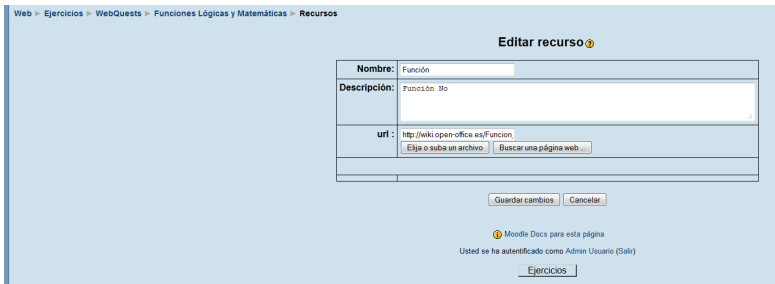 Web ► Ejercicios ► WebQuests ► Funciones Lógicas y Matemáticas ► Recursos
Editar recurso
Nombre: Función
Descripción: Función No
url : http://wiki.open-office.es/Funcion_
Elija o suba un archivo Buscar una página web ...
Guardar cambios Cancelar
Moodle Docs para esta página
Usted se ha autentificado como Admin Usuario (Salir)
Ejercicios